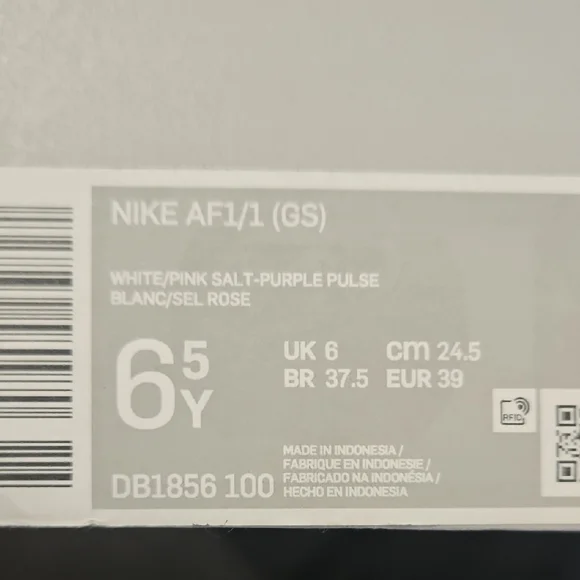 NIKE AF1/1 (GS)
WHITE/PINK SALT-PURPLE PULSE
BLANC/SEL ROSE
6 5 Y
UK 6 cm 24.5
BR 37.5 EUR 39
RFID
MADE IN INDONESIA /
FABRIQUE EN INDONESIE /
FABRICADO NA INDONÉSIA /
HECHO EN INDONESIA
DB1856 100